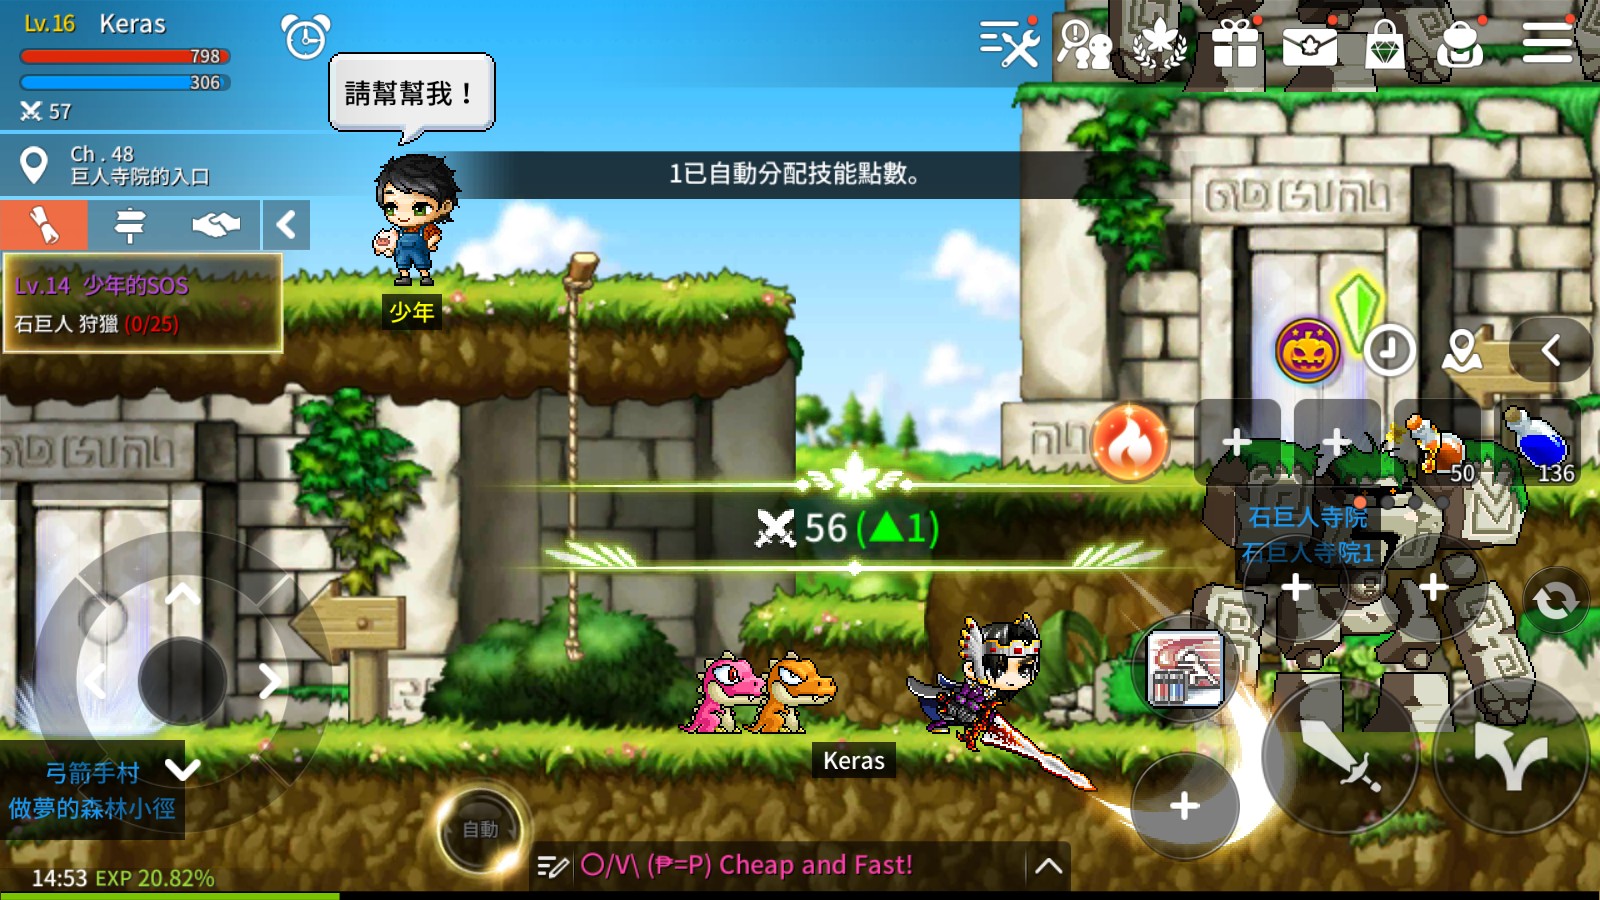 Lv.16 Keras
798
306
57
Ch . 48
巨人寺院的入口
請幫幫我！
1已自動分配技能點數。
Lv.14 少年的SOS
石巨人 狩獵 (0/25)
少年
56 (▲1)
50
136
石巨人寺院
石巨人寺院1
Keras
弓箭手村
做夢的森林小徑
自動
14:53 EXP 20.82%
O/V\ (₱=P) Cheap and Fast!